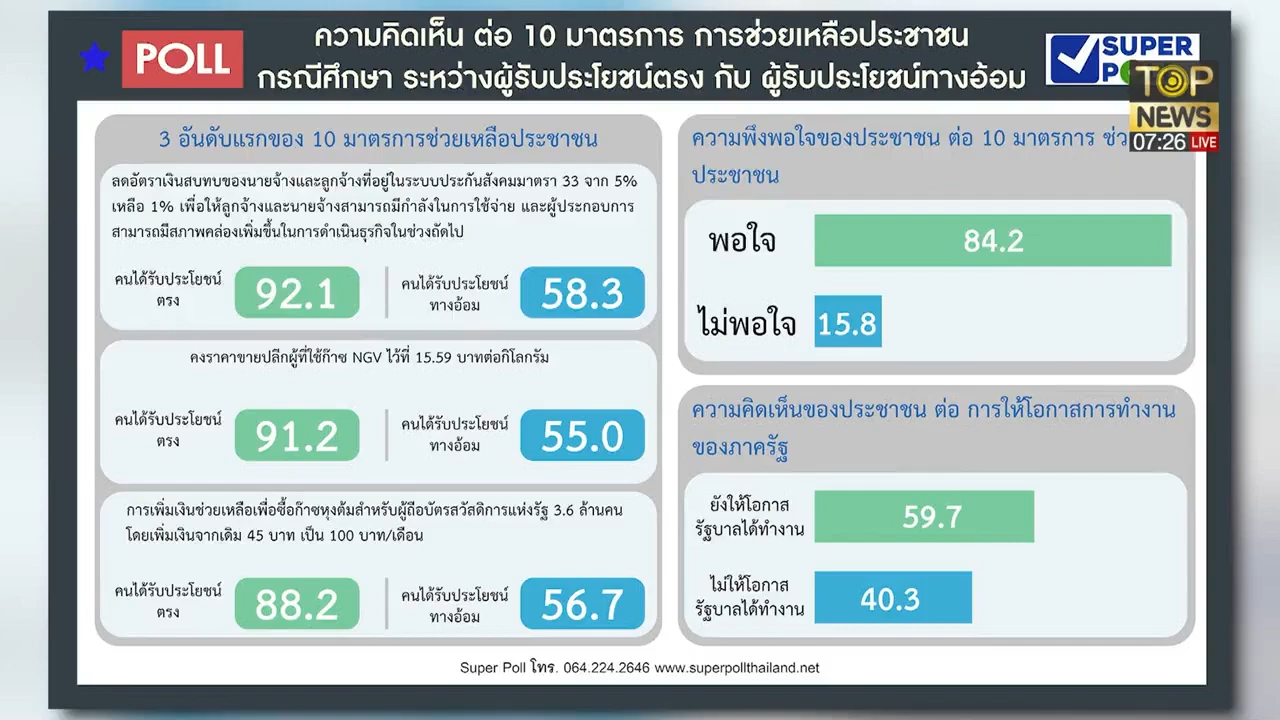 POLL
ความคิดเห็น ต่อ 10 มาตรการ การช่วยเหลือประชาชน
กรณีศึกษา ระหว่างผู้รับประโยชน์ตรง กับ ผู้รับประโยชน์ทางอ้อม
SUPER
TOP
NEWS
07:26 LIVE
3 อันดับแรกของ 10 มาตรการช่วยเหลือประชาชน
ลดอัตราเงินสบทบของนายจ้างและลูกจ้างที่อยู่ในระบบประกันสังคมมาตรา 33 จาก 5%
เหลือ 1% เพื่อให้ลูกจ้างและนายจ้างสามารถมีกำลังในการใช้จ่าย และผู้ประกอบการ
สามารถมีสภาพคล่องเพิ่มขึ้นในการดำเนินธุรกิจในช่วงถัดไป
คนได้รับประโยชน์
ตรง
92.1
คนได้รับประโยชน์
ทางอ้อม
58.3
คงราคาขายปลีกผู้ที่ใช้ก๊าซ NGV ไว้ที่ 15.59 บาทต่อกิโลกรัม
คนได้รับประโยชน์
ตรง
91.2
คนได้รับประโยชน์
ทางอ้อม
55.0
การเพิ่มเงินช่วยเหลือเพื่อซื้อก๊าซหุงต้มสำหรับผู้ถือบัตรสวัสดิการแห่งรัฐ 3.6 ล้านคน
โดยเพิ่มเงินจากเดิม 45 บาท เป็น 100 บาท/เดือน
คนได้รับประโยชน์
ตรง
88.2
คนได้รับประโยชน์
ทางอ้อม
56.7
ความพึงพอใจของประชาชน ต่อ 10 มาตรการ
ประชาชน
พอใจ
84.2
ไม่พอใจ
15.8
ความคิดเห็นของประชาชน ต่อ การให้โอกาสการทำงาน
ของภาครัฐ
ยังให้โอกาส
รัฐบาลได้ทำงาน
59.7
ไม่ให้โอกาส
รัฐบาลได้ทำงาน
40.3
Super Poll โทร. 064.224.2646 www.superpollthailand.net